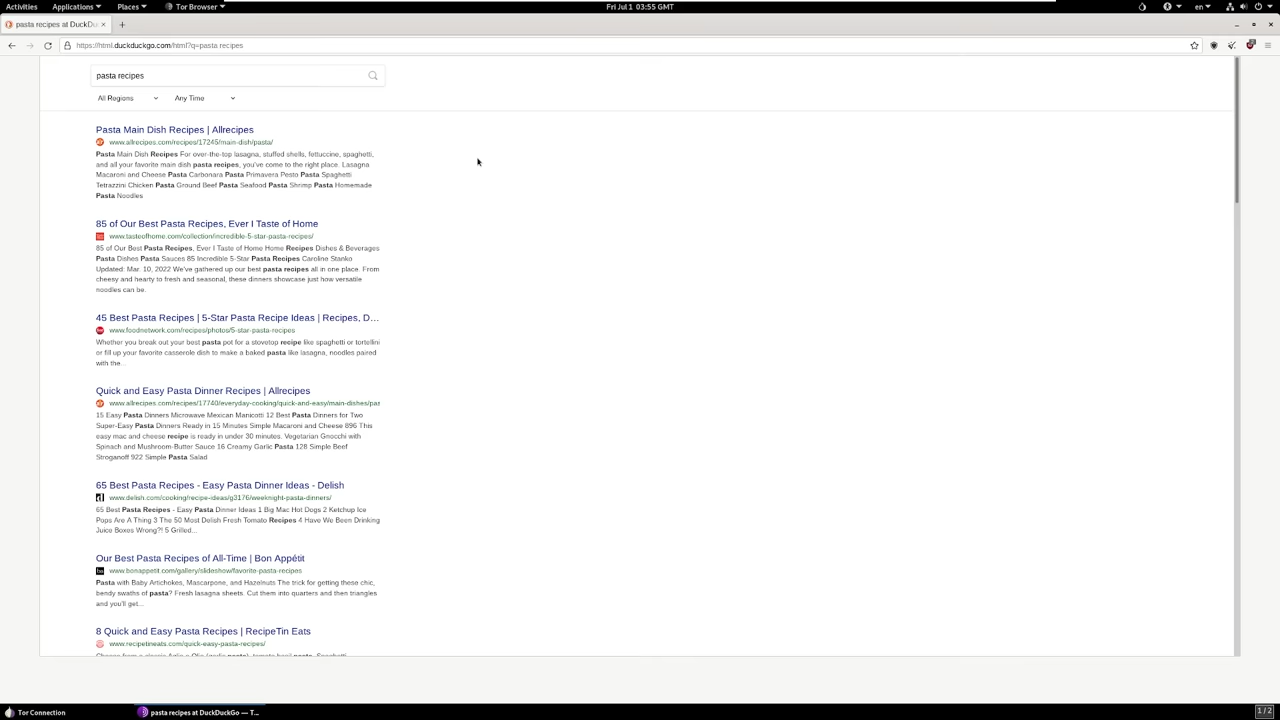 Activities Applications Places Tor Browser Fri Jul 1 03:55 GMT en
pasta recipes at DuckDu
https://html.duckduckgo.com/html?q=pasta recipes
pasta recipes
All Regions Any Time
Pasta Main Dish Recipes | Allrecipes
www.allrecipes.com/recipes/17245/main-dish/pasta/
Pasta Main Dish Recipes For over-the-top lasagna, stuffed shells, fettuccine, spaghetti,
and all your favorite main dish pasta recipes, you've come to the right place. Lasagna
Macaroni and Cheese Pasta Carbonara Pasta Primavera Pesto Pasta Spaghetti
Tetrazzini Chicken Pasta Ground Beef Pasta Seafood Pasta Shrimp Pasta Homemade
Pasta Noodles
85 of Our Best Pasta Recipes, Ever I Taste of Home
www.tasteofhome.com/collection/incredible-5-star-pasta-recipes/
85 of Our Best Pasta Recipes, Ever I Taste of Home Home Recipes Dishes & Beverages
Pasta Dishes Pasta Sauces 85 Incredible 5-Star Pasta Recipes Caroline Stanko
Updated: Mar. 10, 2022 We've gathered up our best pasta recipes all in one place. From
cheesy and hearty to fresh and seasonal, these dinners showcase just how versatile
noodles can be.
45 Best Pasta Recipes | 5-Star Pasta Recipe Ideas | Recipes, D...
www.foodnetwork.com/recipes/photos/5-star-pasta-recipes
Whether you break out your best pasta pot for a stovetop recipe like spaghetti or tortellini
or fill up your favorite casserole dish to make a baked pasta like lasagna, noodles paired
with the...
Quick and Easy Pasta Dinner Recipes | Allrecipes
www.allrecipes.com/recipes/17740/everyday-cooking/quick-and-easy/main-dishes/pas
15 Easy Pasta Dinners Microwave Mexican Manicotti 12 Best Pasta Dinners for Two
Super-Easy Pasta Dinners Ready in 15 Minutes Simple Macaroni and Cheese 896 This
easy mac and cheese recipe is ready in under 30 minutes. Vegetarian Gnocchi with
Spinach and Mushroom-Butter Sauce 16 Creamy Garlic Pasta 128 Simple Beef
Stroganoff 922 Simple Pasta Salad
65 Best Pasta Recipes - Easy Pasta Dinner Ideas - Delish
www.delish.com/cooking/recipe-ideas/g3176/weeknight-pasta-dinners/
65 Best Pasta Recipes - Easy Pasta Dinner Ideas 1 Big Mac Hot Dogs 2 Ketchup Ice
Pops Are A Thing 3 The 50 Most Delish Fresh Tomato Recipes 4 Have We Been Drinking
Juice Boxes Wrong?! 5 Grilled...
Our Best Pasta Recipes of All-Time | Bon Appétit
www.bonappetit.com/gallery/slideshow/favorite-pasta-recipes
Pasta with Baby Artichokes, Mascarpone, and Hazelnuts The trick for getting these chic,
bendy swaths of pasta? Fresh lasagna sheets. Cut them into quarters and then triangles
and you'll get...
8 Quick and Easy Pasta Recipes | RecipeTin Eats
www.recipetineats.com/quick-easy-pasta-recipes/
Tor Connection pasta recipes at DuckDuckGo — T... 1 / 2